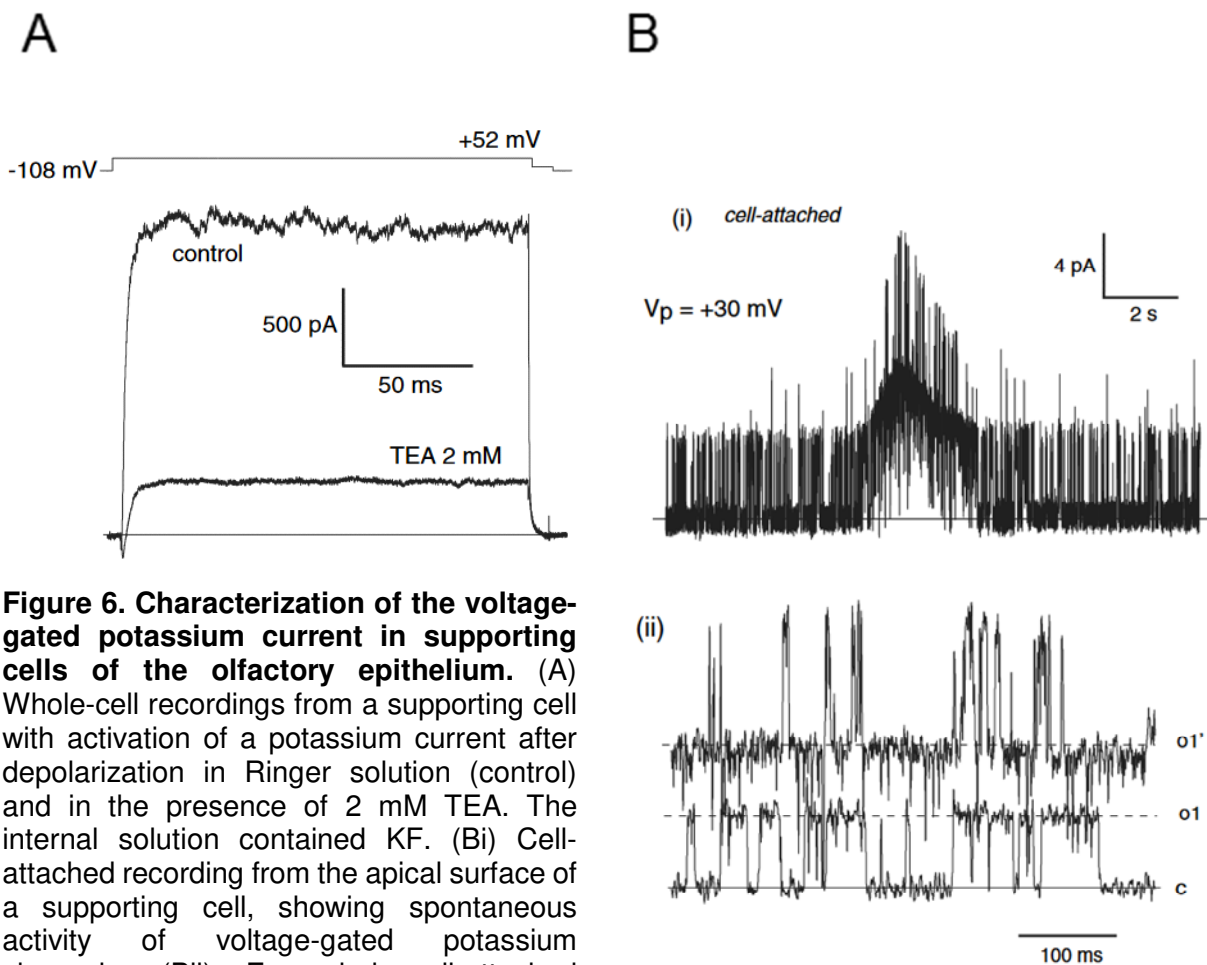 A
B
+52 mV
-108 mV
control
500 pA
50 ms
TEA 2 mM
(i) cell-attached
4 pA
2 s
Vp = +30 mV
(ii)
o1'
o1
c
100 ms
Figure 6. Characterization of the voltage-
gated potassium current in supporting
cells of the olfactory epithelium. (A)
Whole-cell recordings from a supporting cell
with activation of a potassium current after
depolarization in Ringer solution (control)
and in the presence of 2 mM TEA. The
internal solution contained KF. (Bi) Cell-
attached recording from the apical surface of
a supporting cell, showing spontaneous
activity of voltage-gated potassium